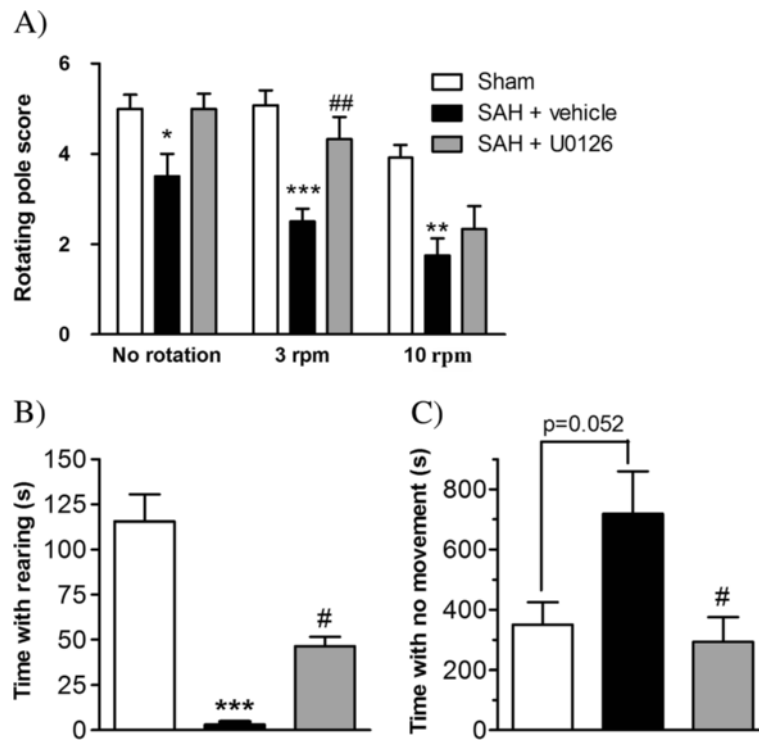 A)
Rotating pole score
6
4
2
0
*
***
##
**
Sham
SAH + vehicle
SAH + U0126
No rotation
3 rpm
10 rpm
B)
Time with rearing (s)
150
125
100
75
50
25
0
***
#
C)
Time with no movement (s)
p=0.052
800
600
400
200
0
#